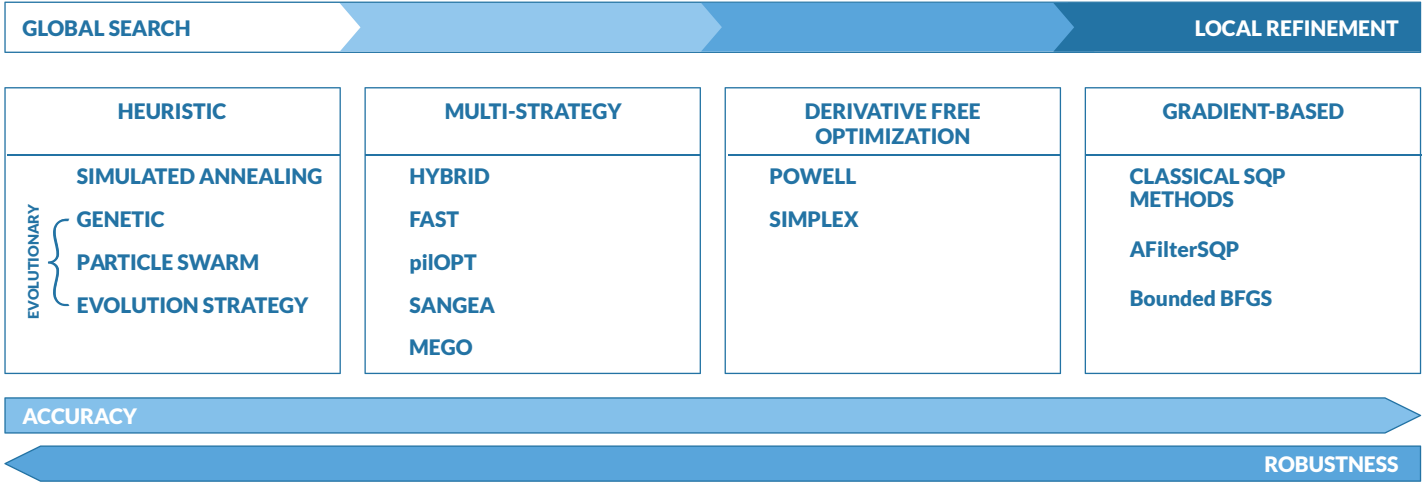 GLOBAL SEARCH
LOCAL REFINEMENT
HEURISTIC
SIMULATED ANNEALING
EVOLUTIONARY
GENETIC
PARTICLE SWARM
EVOLUTION STRATEGY
MULTI-STRATEGY
HYBRID
FAST
pilOPT
SANGEA
MEGO
DERIVATIVE FREE
OPTIMIZATION
POWELL
SIMPLEX
GRADIENT-BASED
CLASSICAL SQP
METHODS
AFilterSQP
Bounded BFGS
ACCURACY
ROBUSTNESS